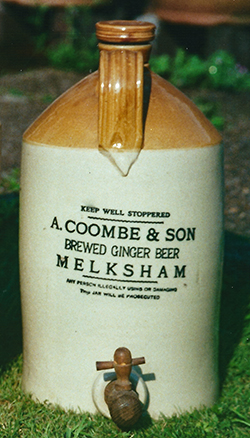 KEEP WELL STOPPERED
A. COOMBE & SON
BREWED GINGER BEER
MELKSHAM
ANY PERSON ILLEGALLY USING OR DAMAGING
THIS JAR WILL BE PROSECUTED